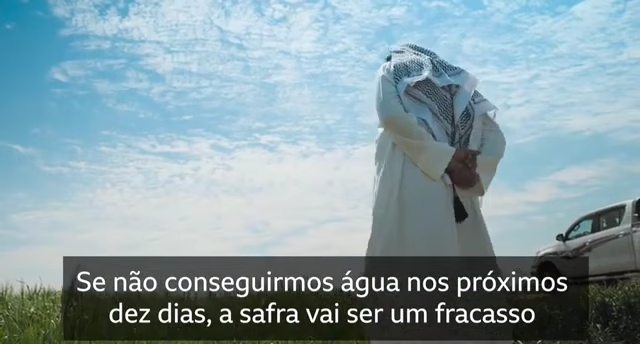 Se não conseguirmos água nos próximos
dez dias, a safra vai ser um fracasso